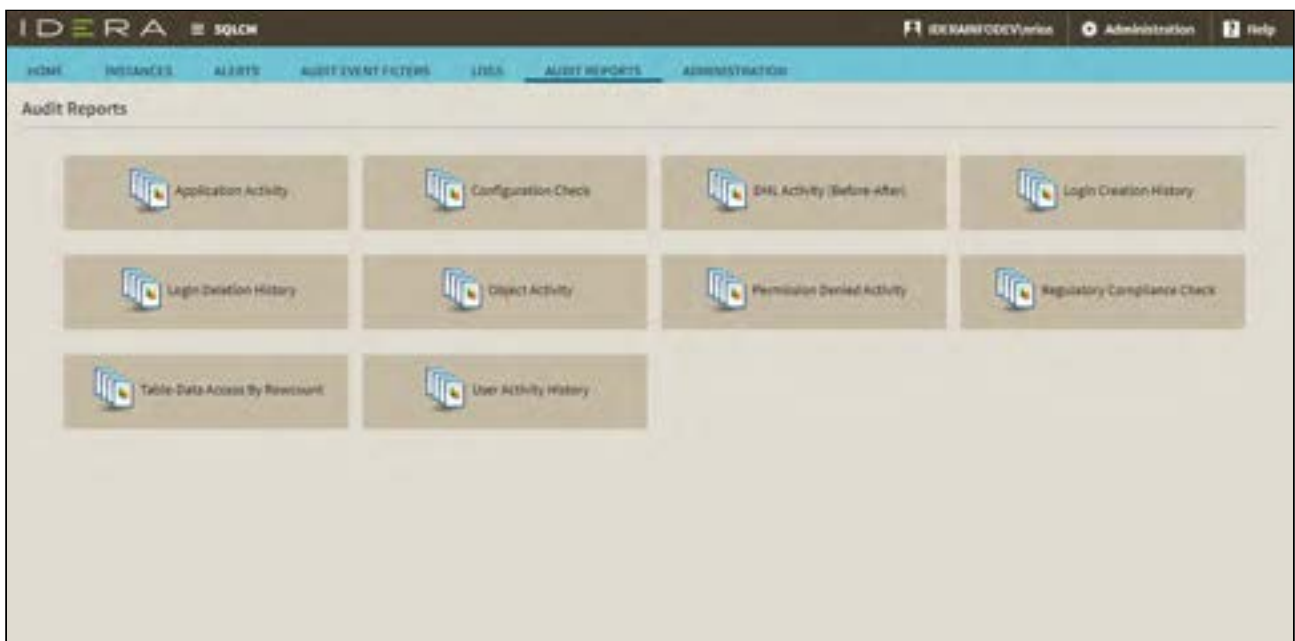 IDERA SQLCM Administration Help
HOME INSTANCES ALERTS AUDIT EVENT FILTERS LOGS AUDIT REPORTS ADMINISTRATION
Audit Reports
Application Activity Configuration Check DML Activity (Before-After) Login Creation History
Login Deletion History Object Activity Permission Denied Activity Regulatory Compliance Check
Table-Data Access By Rowcount User Activity History